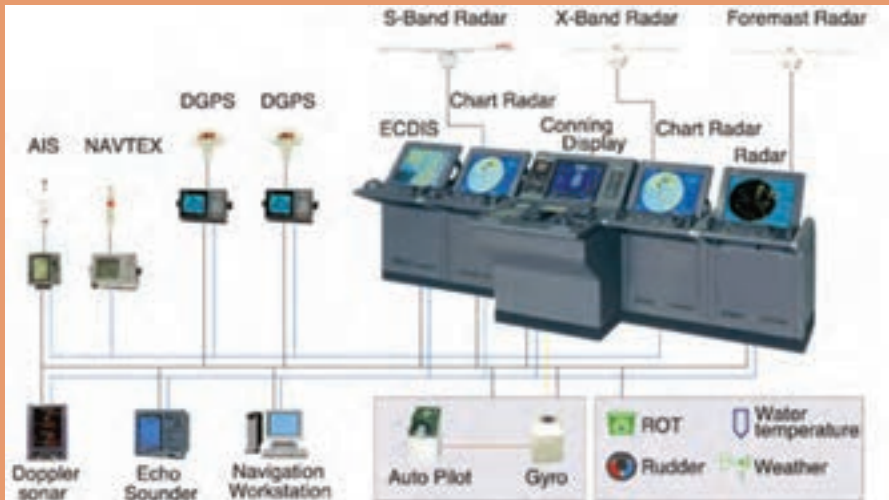 S-Band Radar
X-Band Radar
Foremast Radar
DGPS
DGPS
Chart Radar
ECDIS
Conning
Display
Chart Radar
Radar
AIS
NAVTEX
Doppler
sonar
Echo
Sounder
Navigation
Workstation
Auto Pilot
Gyro
ROT
Water
temperature
Rudder
Weather